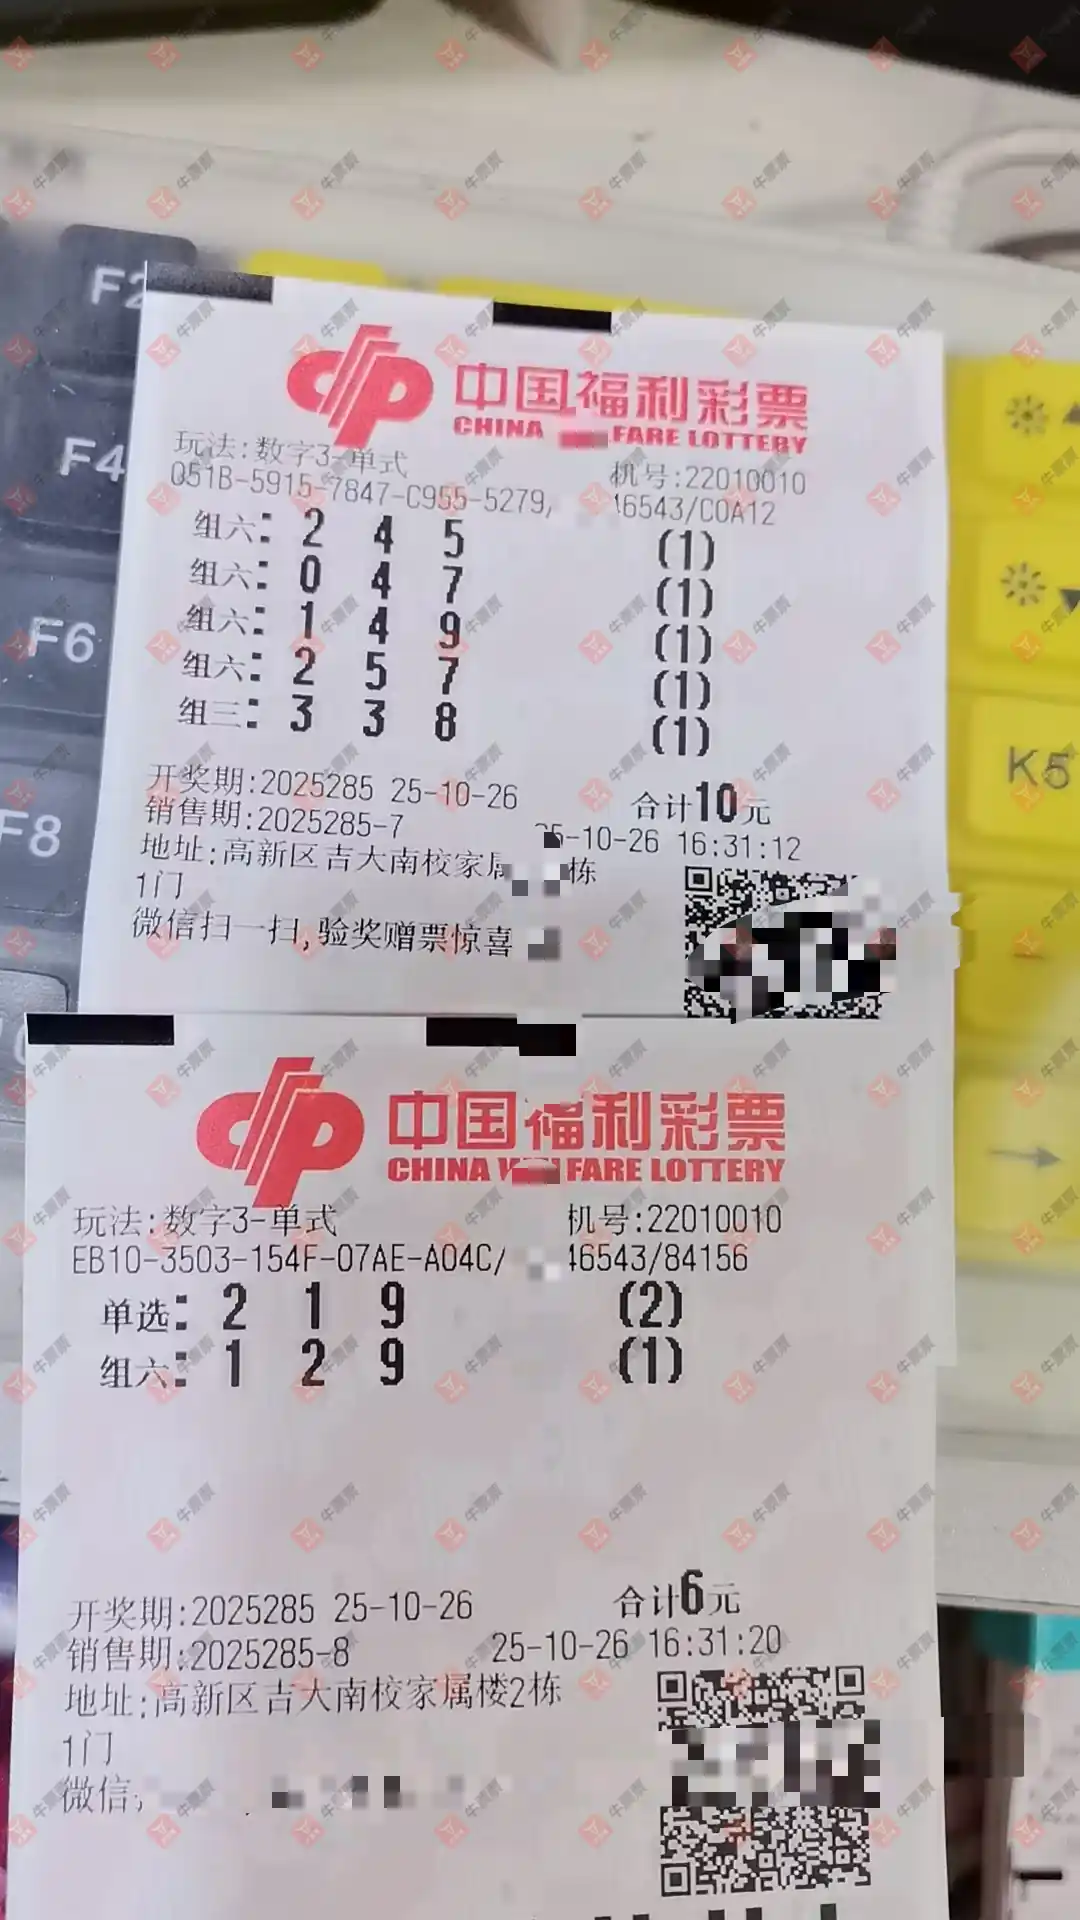 F2
F4
F6
F8
K5
中国福利彩票
CHINA FARE LOTTERY
玩法:数字3-单式
机号:22010010
051B-5915-7847-C955-5279/ 46543/C0A12
组六: 2 4 5 (1)
组六: 0 4 7 (1)
组六: 1 4 9 (1)
组六: 2 5 7 (1)
组三: 3 3 8 (1)
开奖期:2025285 25-10-26
合计10元
销售期:2025285-7
25-10-26 16:31:12
地址:高新区吉大南校家属 栋
1门
微信扫一扫,验奖赠票惊喜
中国福利彩票
CHINA FARE LOTTERY
玩法:数字3-单式
机号:22010010
EB10-3503-154F-07AE-A04C/ 46543/84156
单选: 2 1 9 (2)
组六: 1 2 9 (1)
开奖期:2025285 25-10-26
合计6元
销售期:2025285-8
25-10-26 16:31:20
地址:高新区吉大南校家属楼2栋
1门
微信
牛票票